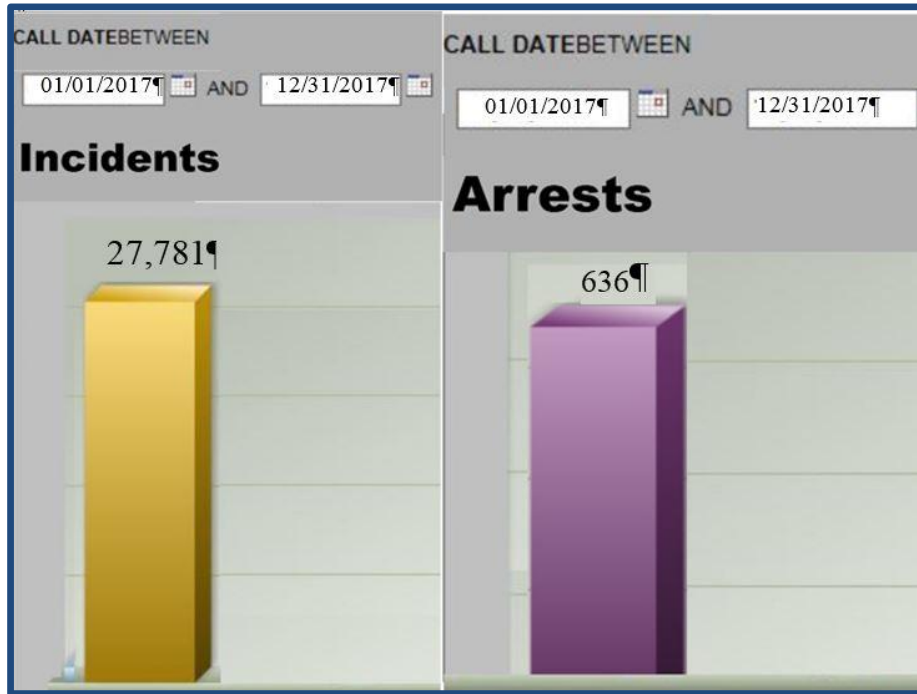 CALL DATEBETWEEN
01/01/2017¶ AND 12/31/2017¶
Incidents
27,781¶
CALL DATEBETWEEN
01/01/2017¶ AND 12/31/2017¶
Arrests
636¶